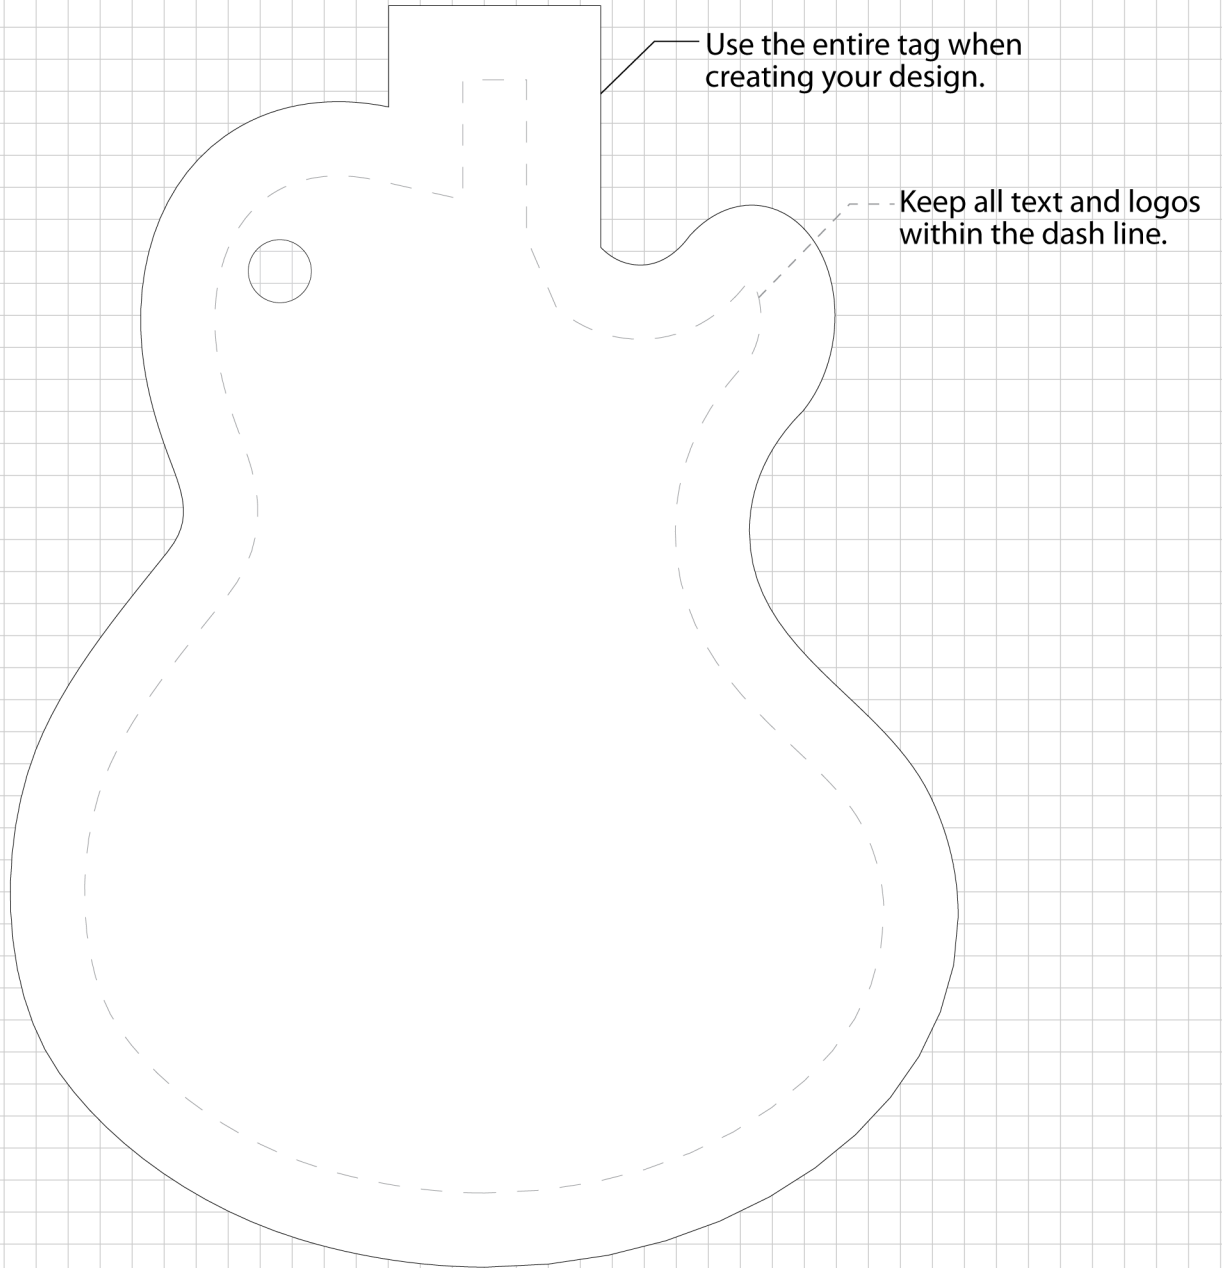 Use the entire tag when
creating your design.
Keep all text and logos
within the dash line.